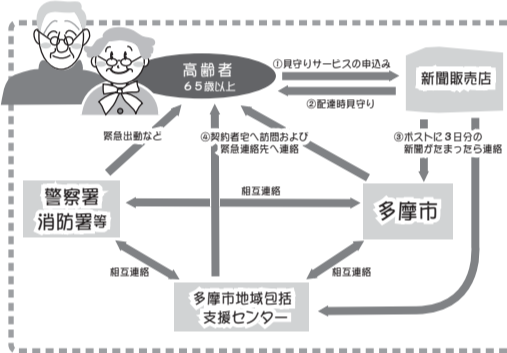 高齢者
65歳以上
①見守りサービスの申込み
②配達時見守り
新聞販売店
緊急出動など
④契約者宅へ訪問および
緊急連絡先へ連絡
③ポストに3日分の
新聞がたまったら連絡
警察署
消防署等
相互連絡
多摩市
相互連絡
相互連絡
多摩市地域包括
支援センター